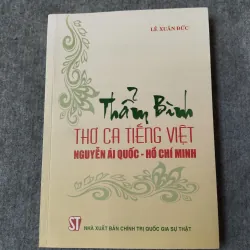 LÊ XUÂN ĐỨC
Thẩm Bình
THƠ CA TIẾNG VIỆT
NGUYỄN ÁI QUỐC - HỒ CHÍ MINH
ST
NHÀ XUẤT BẢN CHÍNH TRỊ QUỐC GIA SỰ THẬT